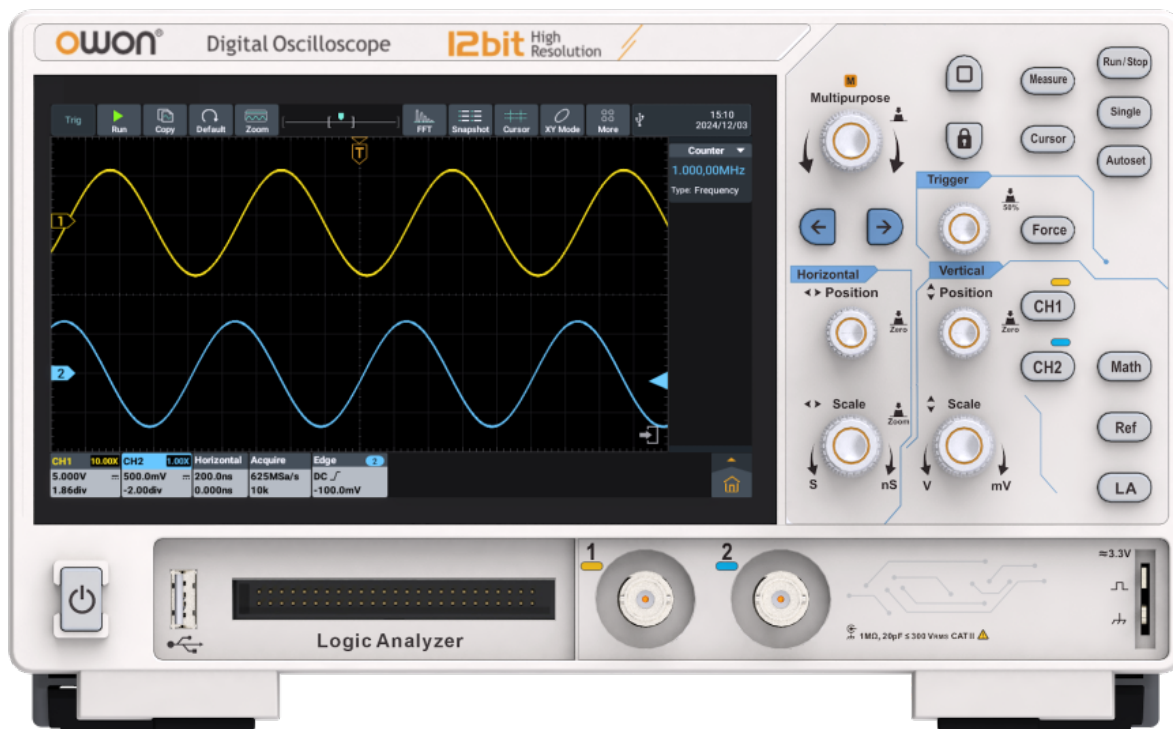 OWON®
Digital Oscilloscope
12bit High Resolution
Trig
Run
Copy
Default
Zoom
FFT
Snapshot
Cursor
XY Mode
More
15:10
2024/12/03
T
Counter
1.000,00MHz
Type: Frequency
1
2
CH1 10.00X
5.000V
1.86div
CH2 1.00X
500.0mV
-2.00div
Horizontal
200.0ns
0.000ns
Acquire
625MSa/s
10k
Edge 2
DC
-100.0mV
M
Multipurpose
Measure
Cursor
Run/Stop
Single
Autoset
Trigger
50%
Force
Horizontal
Position
Zero
Scale
Zoom
S nS
Vertical
Position
Zero
Scale
V mV
CH1
CH2
Math
Ref
LA
Logic Analyzer
1
2
1MΩ, 20pF ≤ 300 VRMS CAT II
≈3.3V